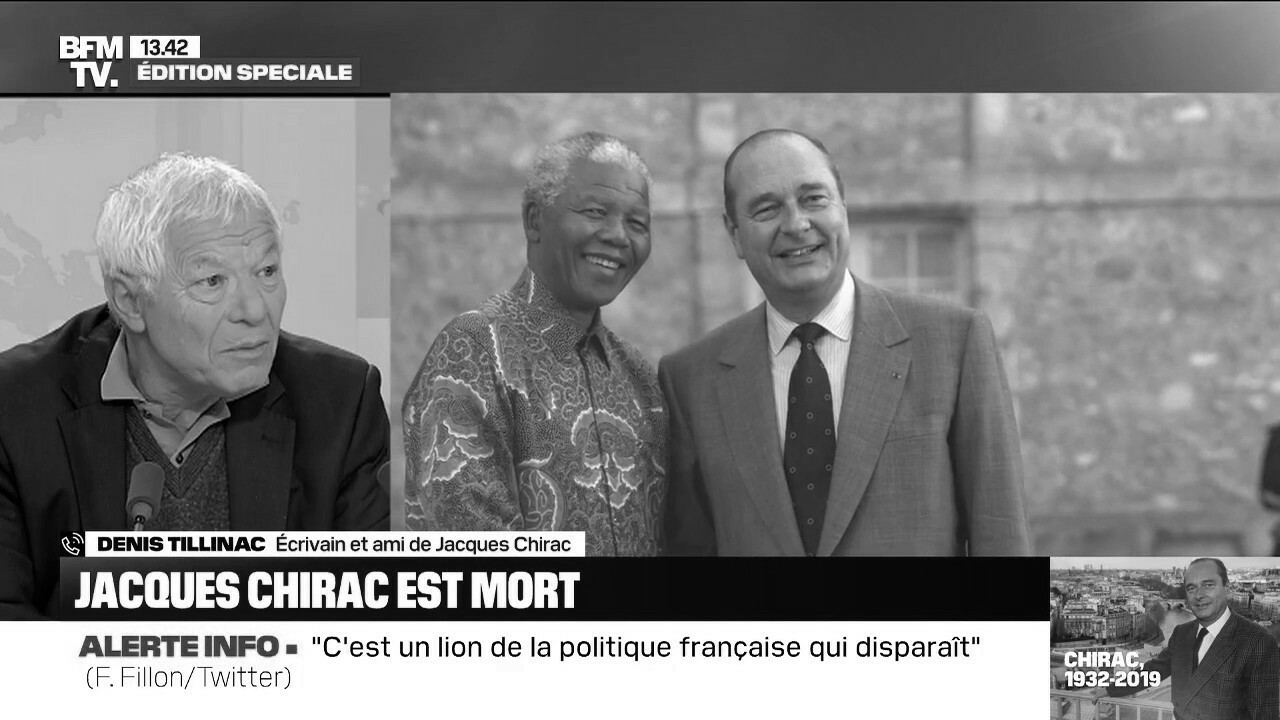 BFM
TV.
13.42
ÉDITION SPECIALE
DENIS TILLINAC Écrivain et ami de Jacques Chirac
JACQUES CHIRAC EST MORT
ALERTE INFO ▪ "C'est un lion de la politique française qui disparaît"
(F. Fillon/Twitter)
CHIRAC,
1932-2019